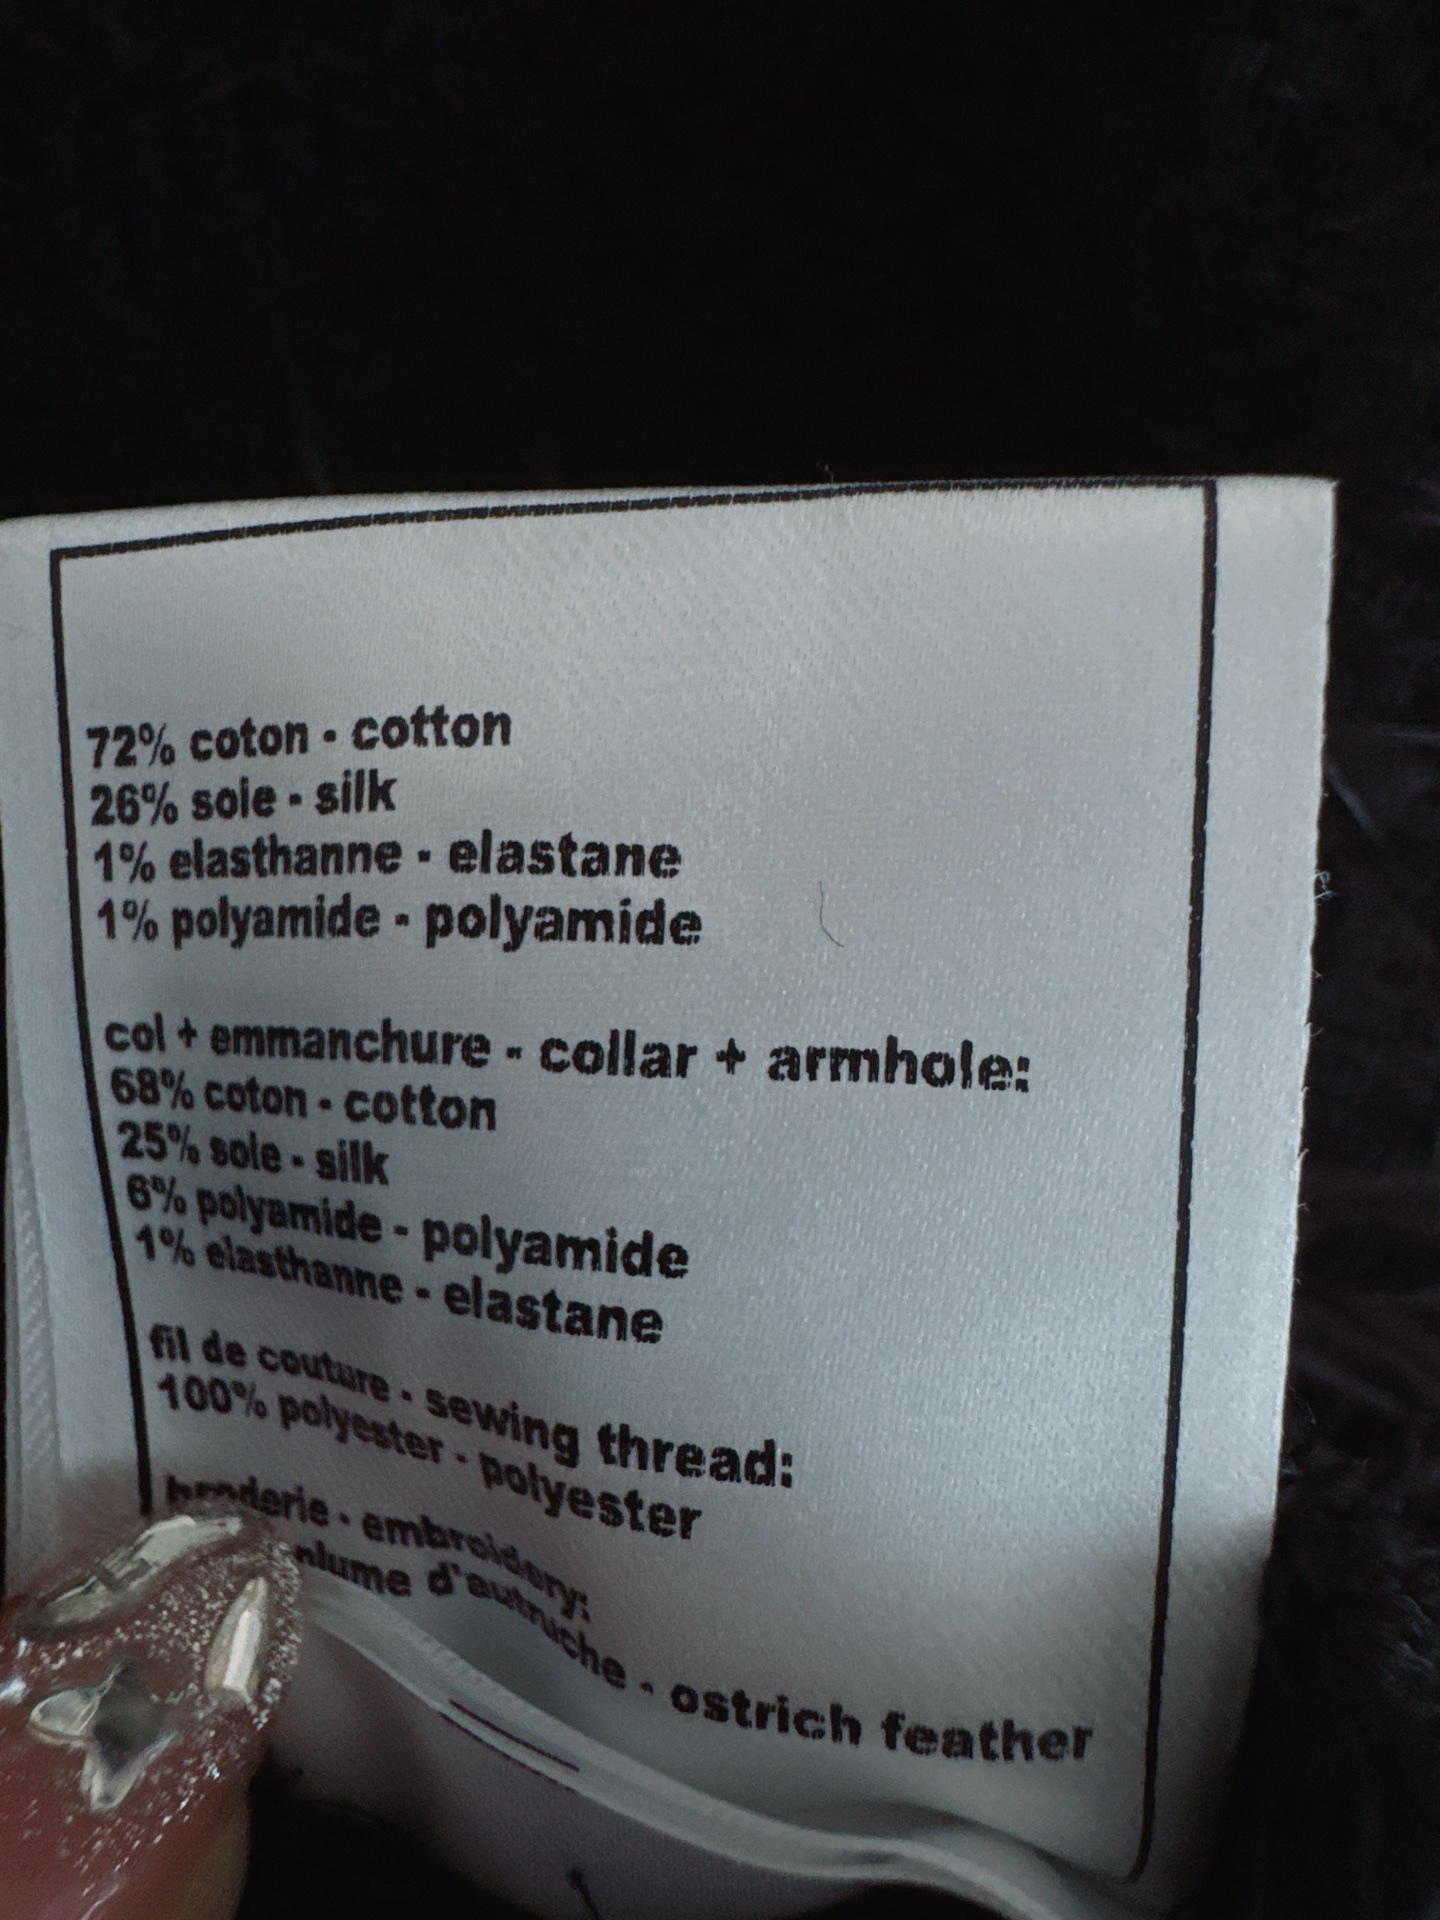 72% coton - cotton
26% soie - silk
1% elasthanne - elastane
1% polyamide - polyamide
col + emmanchure - collar + armhole:
68% coton - cotton
25% soie - silk
6% polyamide - polyamide
1% elasthanne - elastane
fil de couture - sewing thread:
100% polyester - polyester
broderie - embroidery:
plume d'autruche - ostrich feather